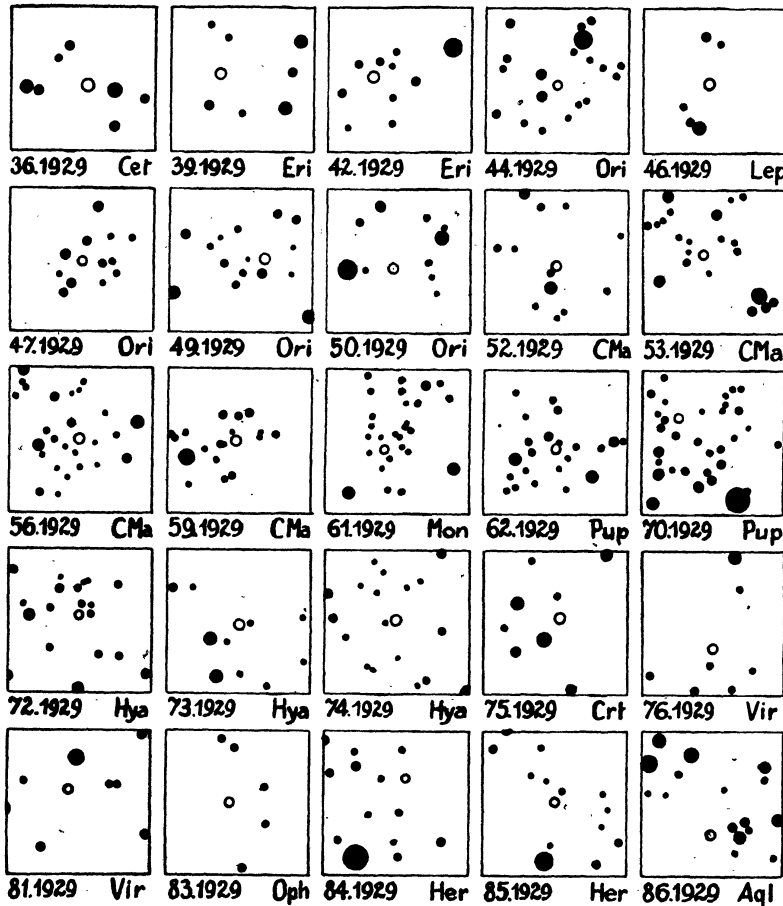 36.1929 Cet 39.1929 Eri 42.1929 Eri 44.1929 Ori 46.1929 Lep
47.1929 Ori 49.1929 Ori 50.1929 Ori 52.1929 CMa 53.1929 CMa
56.1929 CMa 59.1929 CMa 61.1929 Mon 62.1929 Pup 70.1929 Pup
72.1929 Hya 73.1929 Hya 74.1929 Hya 75.1929 Crt 76.1929 Vir
81.1929 Vir 83.1929 Oph 84.1929 Her 85.1929 Her 86.1929 Aql